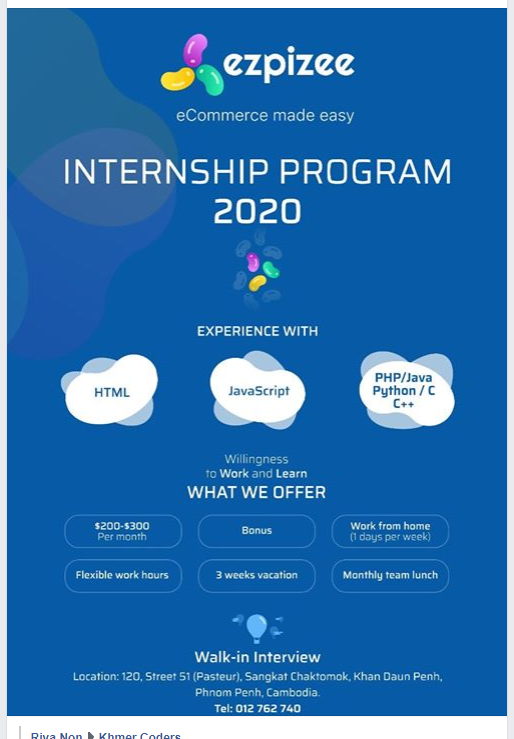 ezpizee
eCommerce made easy
INTERNSHIP PROGRAM
2020
EXPERIENCE WITH
HTML
JavaScript
PHP/Java
Python / C
C++
Willingness
to Work and Learn
WHAT WE OFFER
$200-$300
Per month
Bonus
Work from home
(1 days per week)
Flexible work hours
3 weeks vacation
Monthly team lunch
Walk-in Interview
Location: 120, Street 51 (Pasteur), Sangkat Chaktomok, Khan Daun Penh,
Phnom Penh, Cambodia.
Tel: 012 762 740
Riya Non Khmer Coders